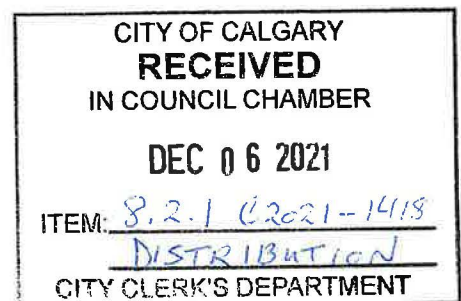 CITY OF CALGARY
RECEIVED
IN COUNCIL CHAMBER
DEC 06 2021
ITEM: 8.2.1 C2021-1418
DISTRIBUTION
CITY CLERK'S DEPARTMENT